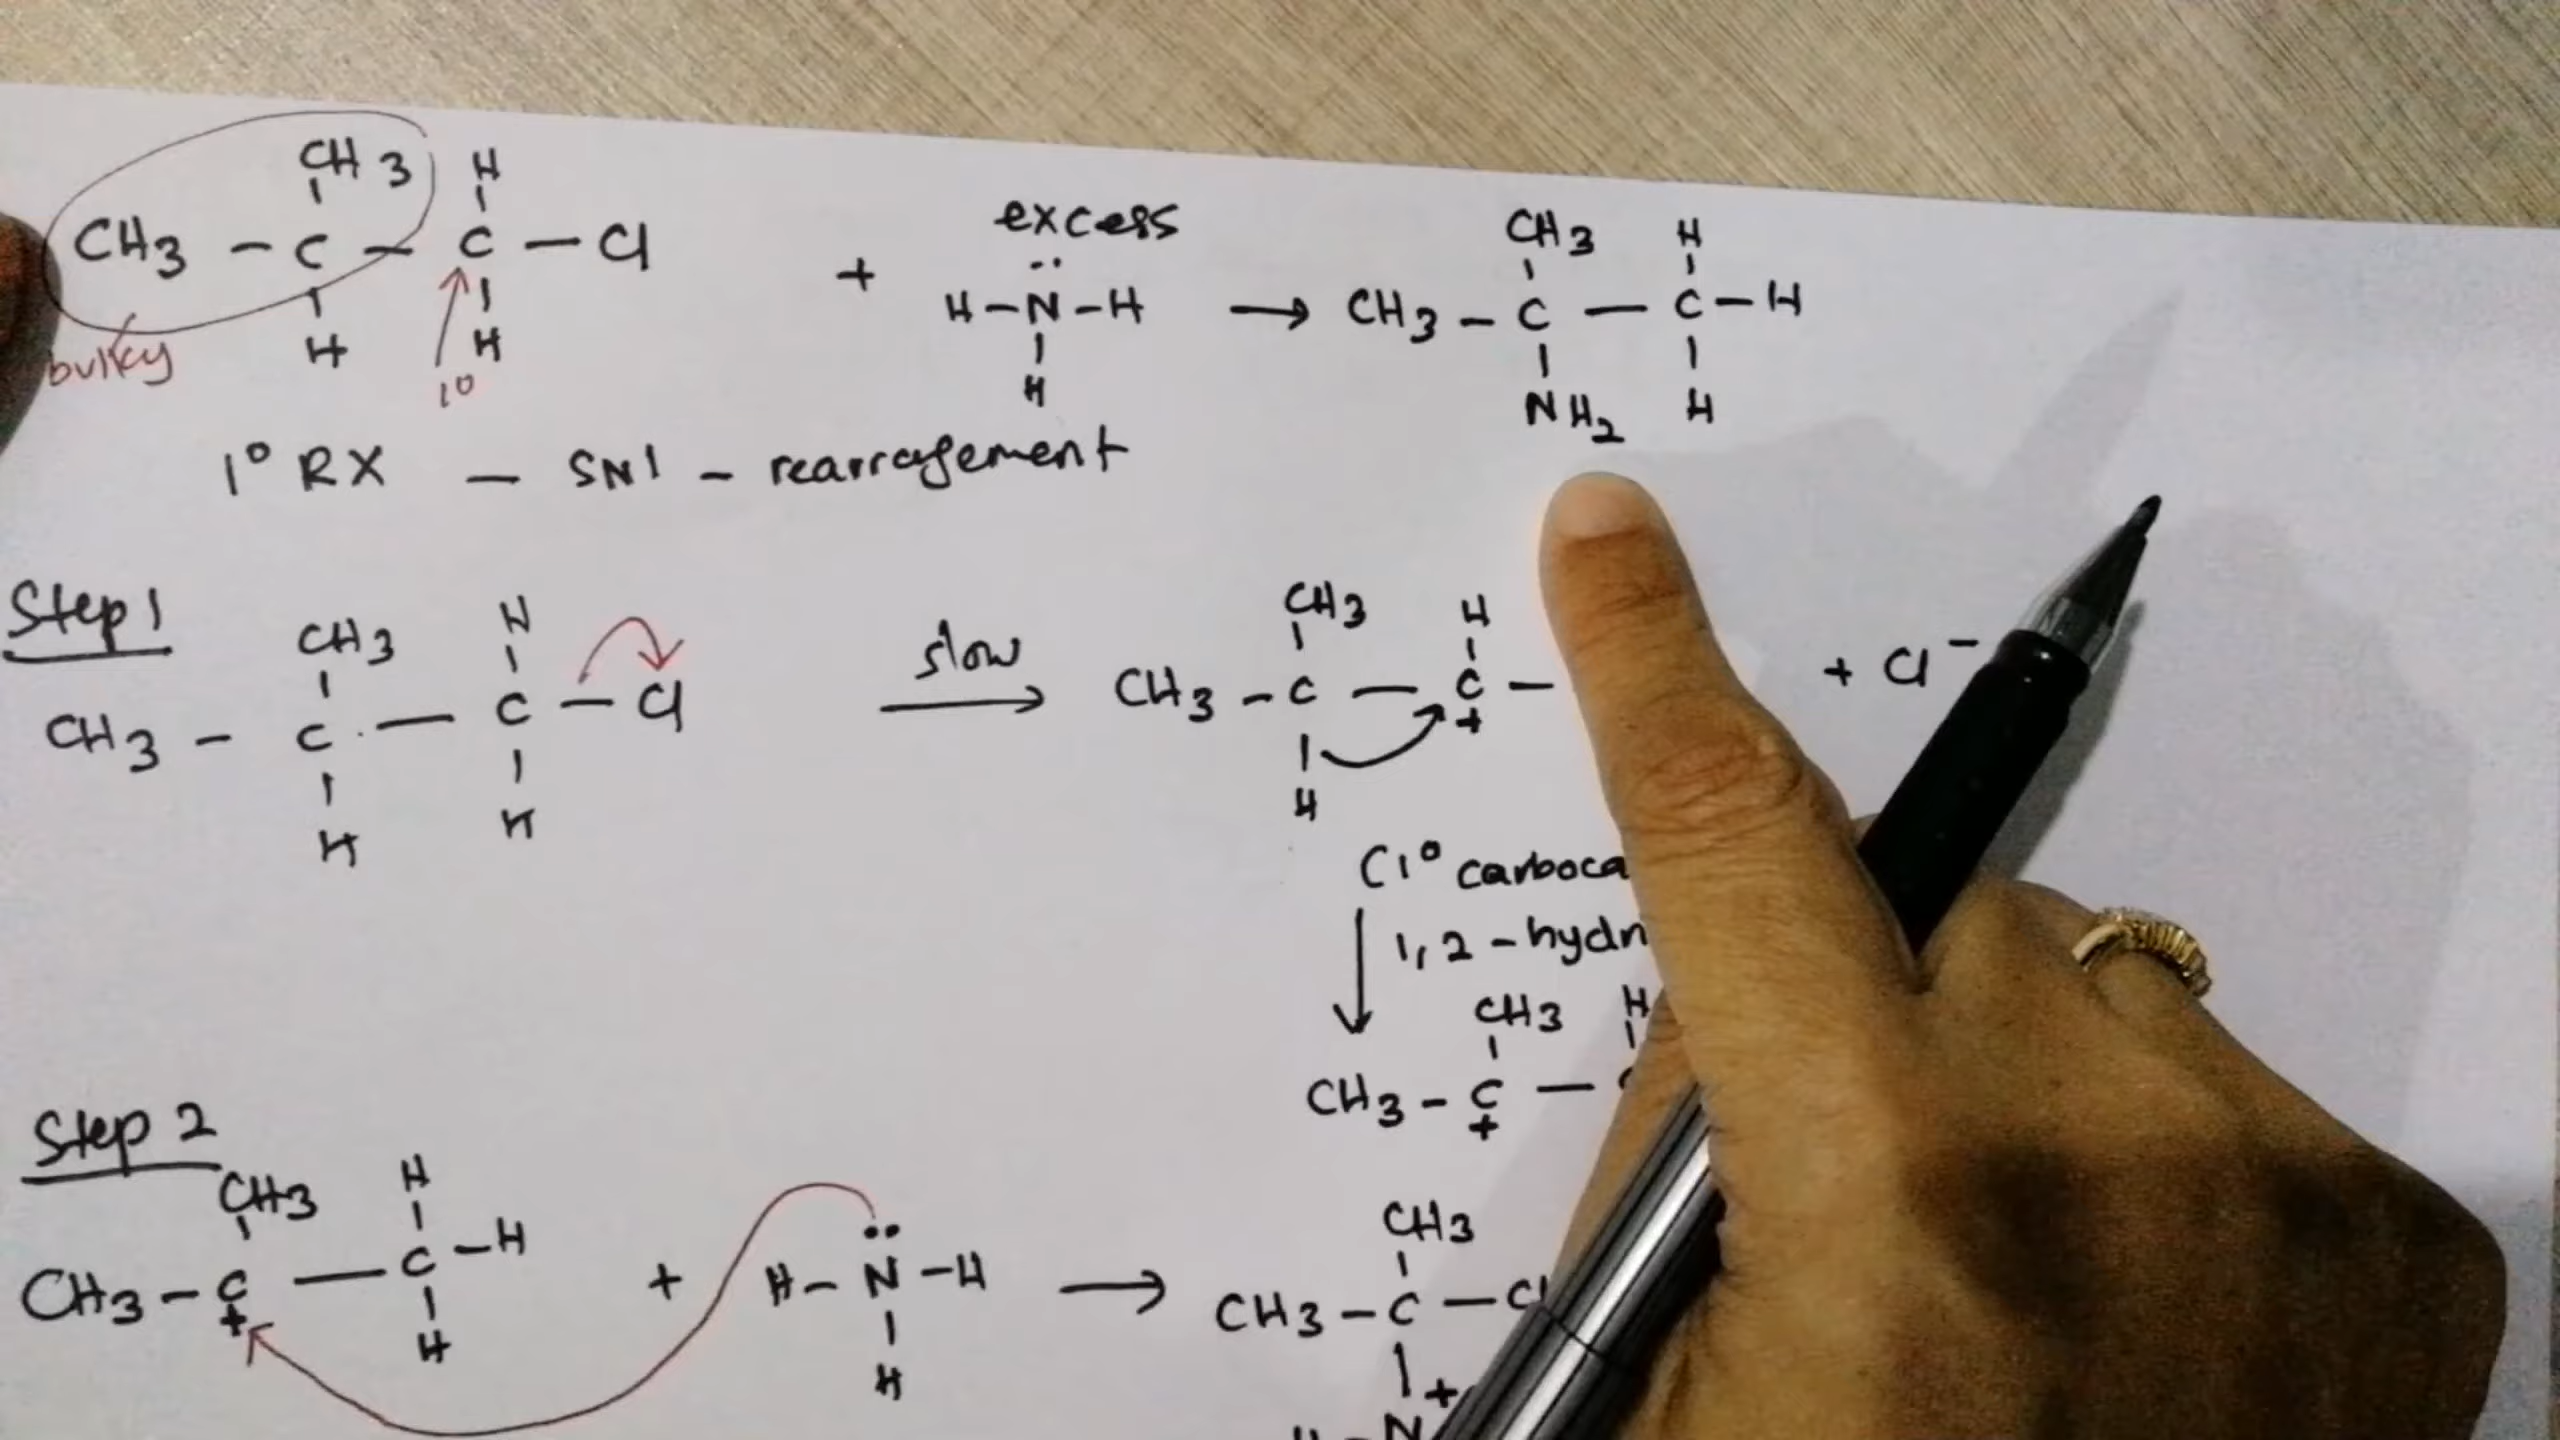 CH3 H
CH3 - C - C - Cl
H H
bulky
1°
+
excess
H-N-H
H
→
CH3 H
CH3 - C - C - H
NH2 H
1° RX - SN1 - rearragement
Step 1
CH3 H
CH3 - C - C - Cl
H H
slow
CH3 H
CH3 - C - C -
+
H
+ Cl⁻
C1° carboca
1,2 - hydr
CH3 H
CH3 - C -
+
Step 2
CH3 H
CH3 - C - C - H
+ H
+
H- N -H
H
→
CH3
CH3 - C -
+
N